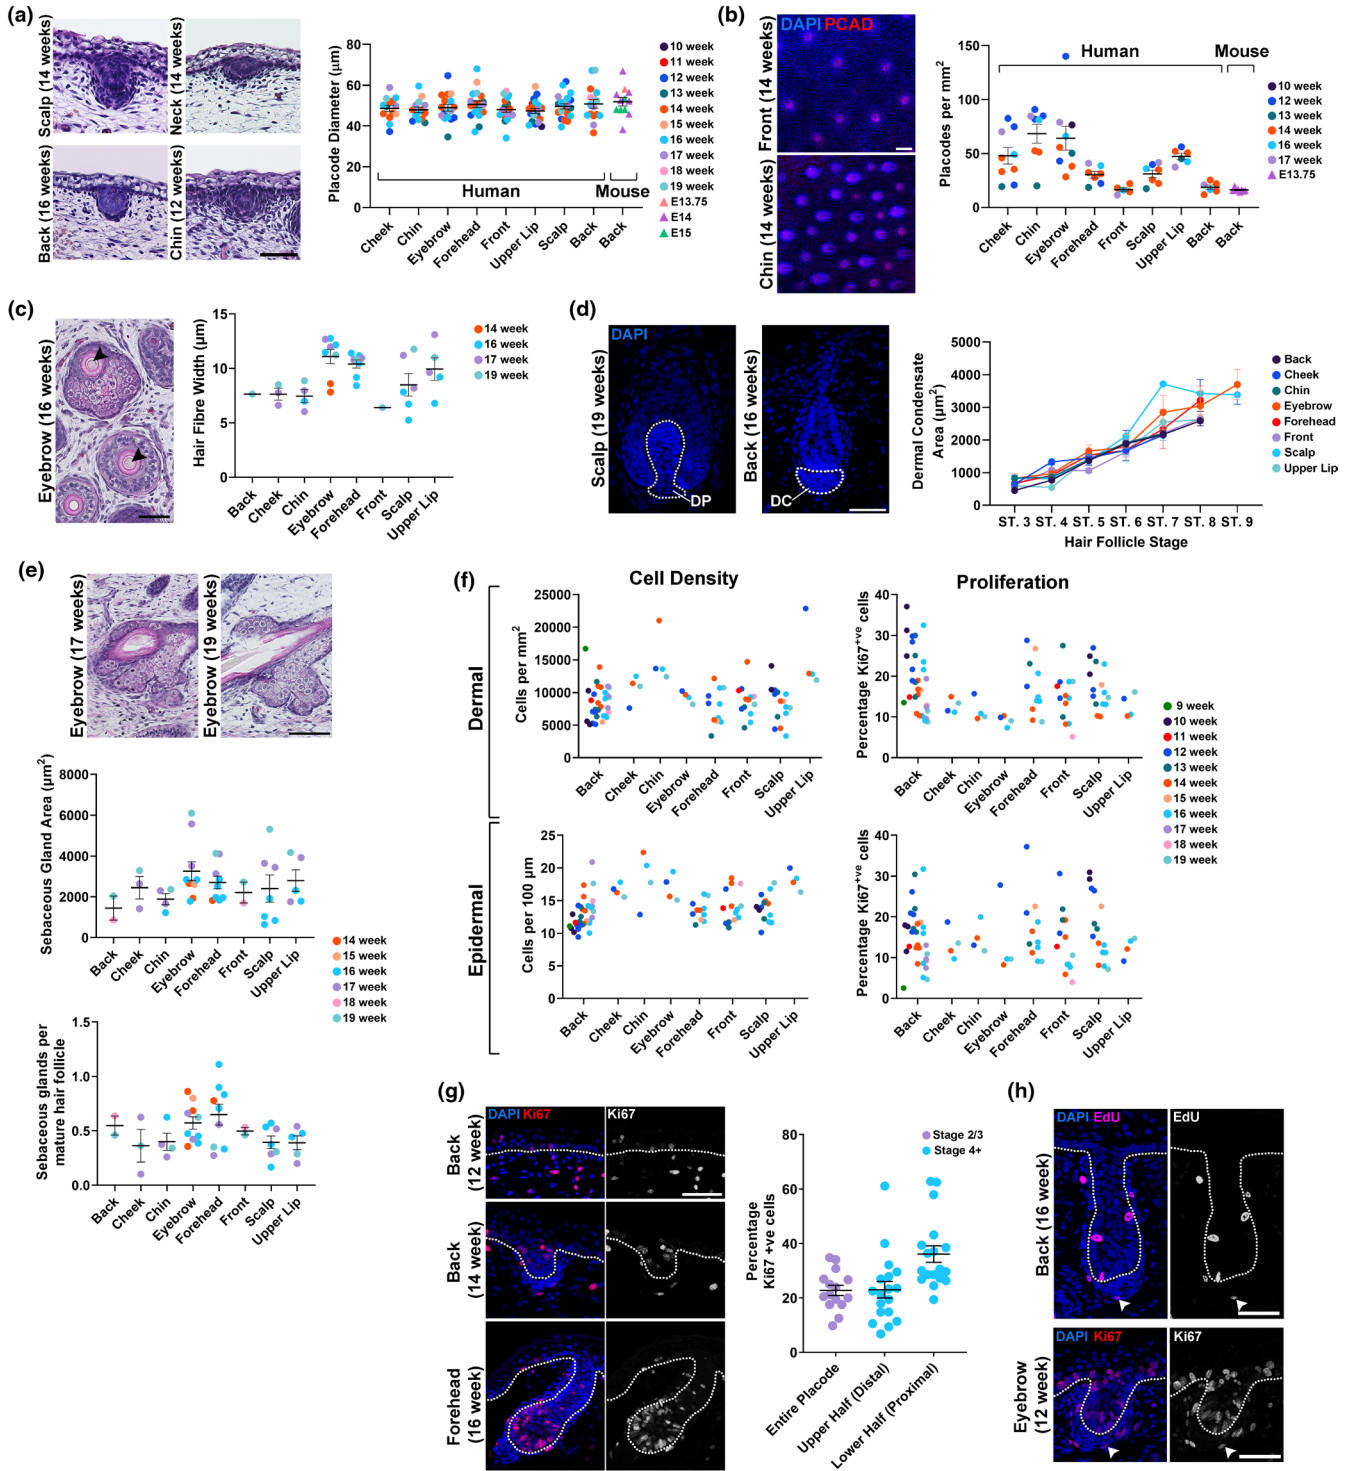 (a)
Scalp (14 weeks)
Neck (14 weeks)
Back (16 weeks)
Chin (12 weeks)
Placode Diameter (μm)
80
60
40
20
0
Human
Mouse
Cheek
Chin
Eyebrow
Forehead
Front
Upper Lip
Scalp
Back
Back
10 week
11 week
12 week
13 week
14 week
15 week
16 week
17 week
18 week
19 week
E13.75
E14
E15
(b)
DAPI PCAD
Front (14 weeks)
Chin (14 weeks)
Placodes per mm²
150
100
50
0
Human
Mouse
Cheek
Chin
Eyebrow
Forehead
Front
Scalp
Upper Lip
Back
Back
10 week
12 week
13 week
14 week
16 week
17 week
E13.75
(c)
Eyebrow (16 weeks)
Hair Fibre Width (μm)
15
10
5
0
Back
Cheek
Chin
Eyebrow
Forehead
Front
Scalp
Upper Lip
14 week
16 week
17 week
19 week
(d)
DAPI
Scalp (19 weeks)
DP
Back (16 weeks)
DC
Dermal Condensate
Area (μm²)
5000
4000
3000
2000
1000
0
ST. 3
ST. 4
ST. 5
ST. 6
ST. 7
ST. 8
ST. 9
Hair Follicle Stage
Back
Cheek
Chin
Eyebrow
Forehead
Front
Scalp
Upper Lip
(e)
Eyebrow (17 weeks)
Eyebrow (19 weeks)
Sebaceous Gland Area (μm²)
8000
6000
4000
2000
0
Back
Cheek
Chin
Eyebrow
Forehead
Front
Scalp
Upper Lip
14 week
15 week
16 week
17 week
18 week
19 week
Sebaceous glands per
mature hair follicle
1.5
1.0
0.5
0.0
Back
Cheek
Chin
Eyebrow
Forehead
Front
Scalp
Upper Lip
(f)
Cell Density
Proliferation
Dermal
Cells per mm²
25000
20000
15000
10000
5000
0
Back
Cheek
Chin
Eyebrow
Forehead
Front
Scalp
Upper Lip
Percentage Ki67⁺ᵛᵉ cells
40
30
20
10
0
Back
Cheek
Chin
Eyebrow
Forehead
Front
Scalp
Upper Lip
9 week
10 week
11 week
12 week
13 week
14 week
15 week
16 week
17 week
18 week
19 week
Epidermal
Cells per 100 μm
25
20
15
10
5
0
Back
Cheek
Chin
Eyebrow
Forehead
Front
Scalp
Upper Lip
Percentage Ki67⁺ᵛᵉ cells
40
30
20
10
0
Back
Cheek
Chin
Eyebrow
Forehead
Front
Scalp
Upper Lip
(g)
DAPI Ki67
Ki67
Back
(12 week)
Back
(14 week)
Forehead
(16 week)
Percentage
Ki67 +ve cells
80
60
40
20
0
Stage 2/3
Stage 4+
Entire Placode
Upper Half (Distal)
Lower Half (Proximal)
(h)
DAPI EdU
EdU
Back (16 week)
DAPI Ki67
Ki67
Eyebrow
(12 week)